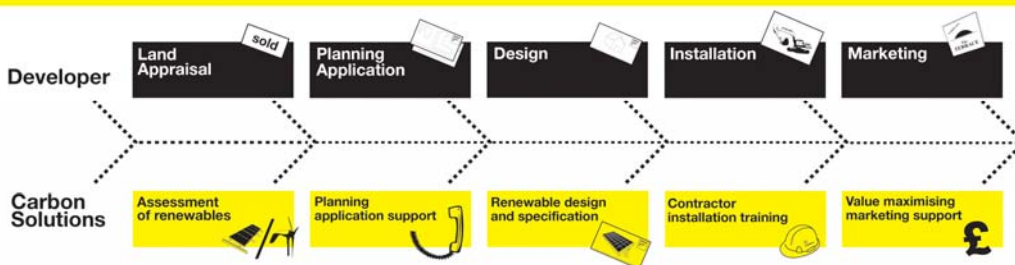 Developer
Land
Appraisal
sold
Planning
Application
Design
Installation
Marketing
TERRACE
Carbon
Solutions
Assessment
of renewables
Planning
application support
Renewable design
and specification
Contractor
installation training
Value maximising
marketing support
£